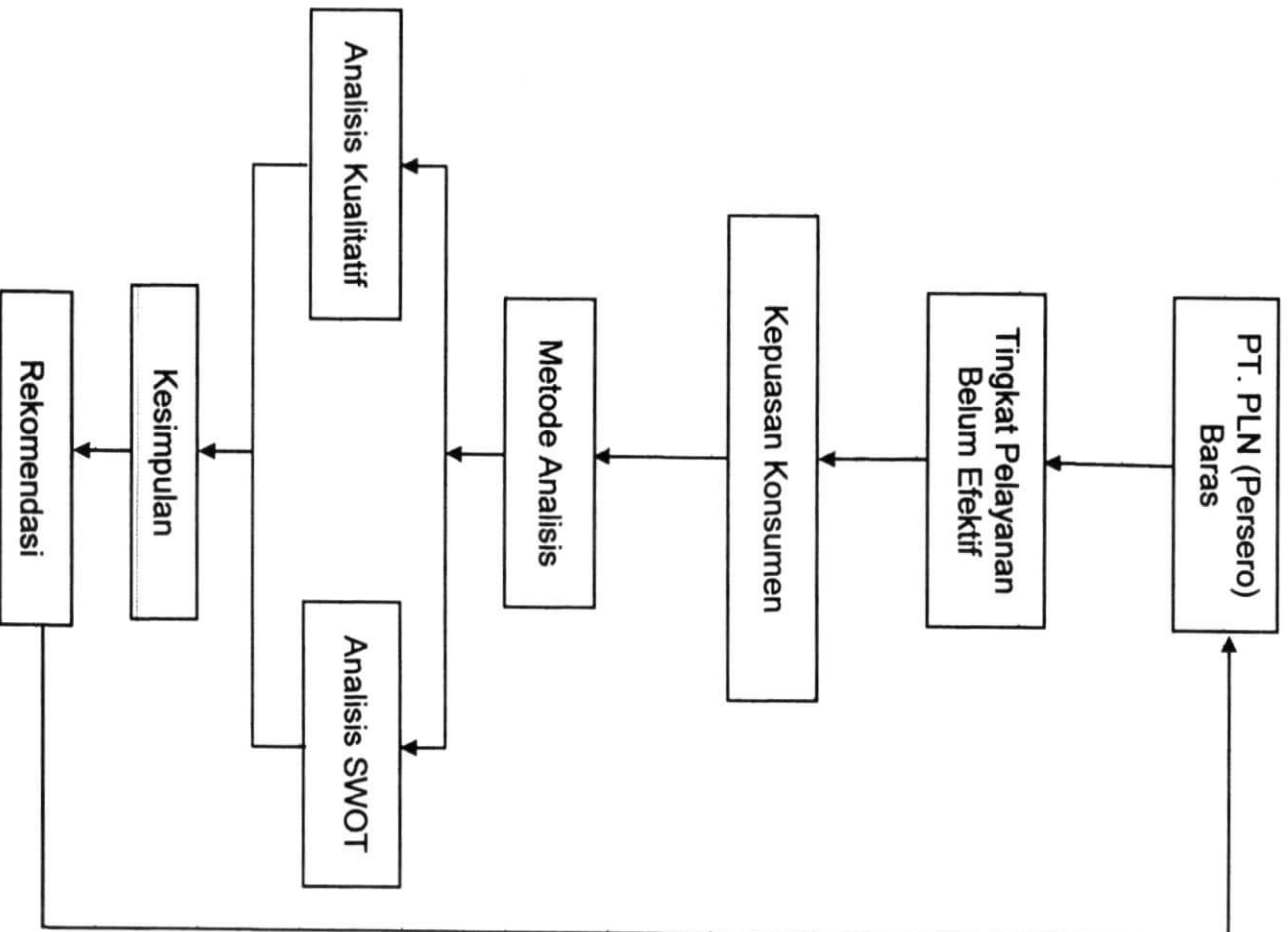 PT. PLN (Persero)
Baras
Tingkat Pelayanan
Belum Efektif
Kepuasan Konsumen
Metode Analisis
Analisis Kualitatif
Analisis SWOT
Kesimpulan
Rekomendasi